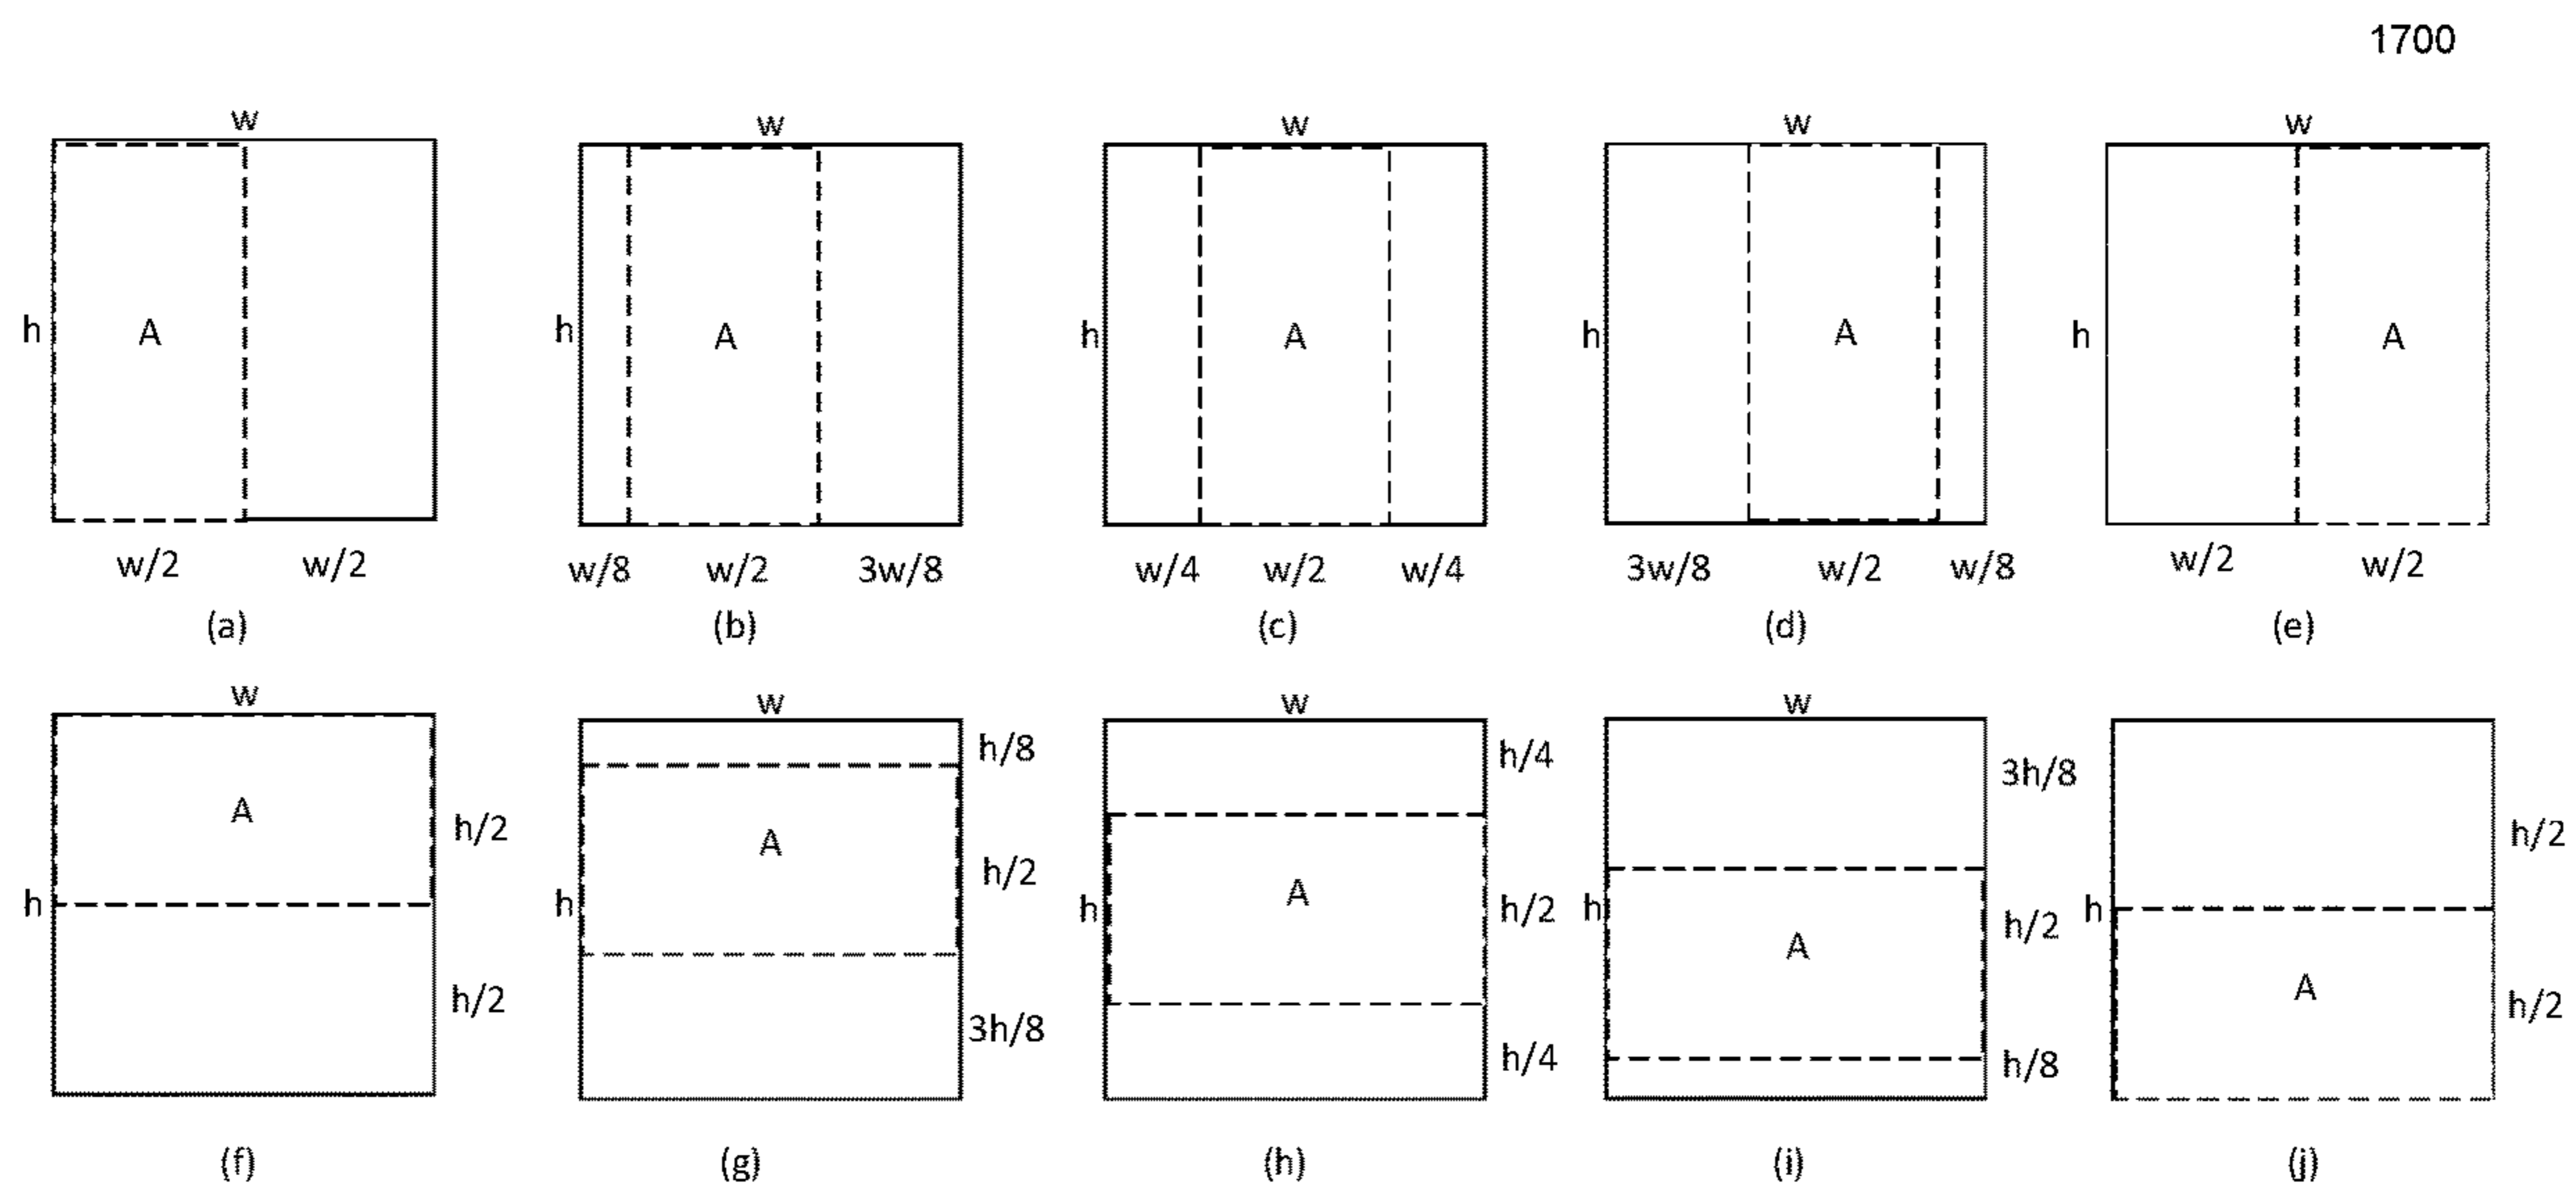 1700
w w w w w
h A h A h A h A h A
w/2 w/2 w/8 w/2 3w/8 w/4 w/2 w/4 3w/8 w/2 w/8 w/2 w/2
(a) (b) (c) (d) (e)
w w w w w
h/8 h/4 3h/8
A h/2 A h/2 A h/2 h/2 h/2
h h h h A h
h/2 3h/8 h/4 h/8 A h/2
(f) (g) (h) (i) (j)